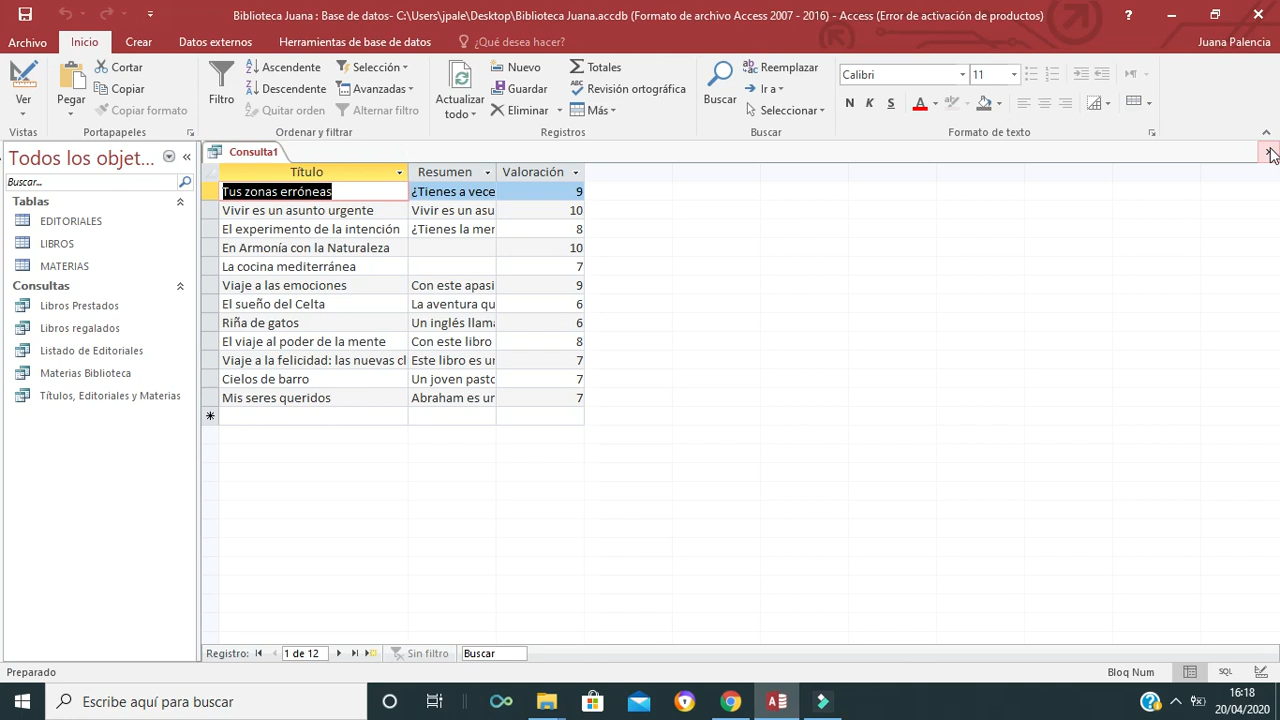 Biblioteca Juana : Base de datos- C:\Users\jpale\Desktop\Biblioteca Juana.accdb (Formato de archivo Access 2007 - 2016) - Access (Error de activación de productos)
Archivo Inicio Crear Datos externos Herramientas de base de datos ¿Qué desea hacer? Juana Palencia
Ver
Vistas
Pegar
Cortar
Copiar
Copiar formato
Portapapeles
Filtro
Ascendente
Descendente
Quitar orden
Selección
Avanzadas
Alternar filtro
Ordenar y filtrar
Actualizar
todo
Nuevo
Guardar
Eliminar
Totales
Revisión ortográfica
Más
Registros
Buscar
Reemplazar
Ir a
Seleccionar
Buscar
Calibri 11
N K S
A
Formato de texto
Todos los objet...
Buscar...
Tablas
EDITORIALES
LIBROS
MATERIAS
Consultas
Libros Prestados
Libros regalados
Listado de Editoriales
Materias Biblioteca
Títulos, Editoriales y Materias
Consulta1
Título Resumen Valoración
Tus zonas erróneas ¿Tienes a vece 9
Vivir es un asunto urgente Vivir es un asu 10
El experimento de la intención ¿Tienes la mer 8
En Armonía con la Naturaleza 10
La cocina mediterránea 7
Viaje a las emociones Con este apasi 9
El sueño del Celta La aventura qu 6
Riña de gatos Un inglés llama 6
El viaje al poder de la mente Con este libro 8
Viaje a la felicidad: las nuevas cl Este libro es ur 7
Cielos de barro Un joven pasto 7
Mis seres queridos Abraham es ur 7
Registro: 1 de 12 Sin filtro Buscar
Preparado Bloq Num SQL
Escribe aquí para buscar
16:18
20/04/2020